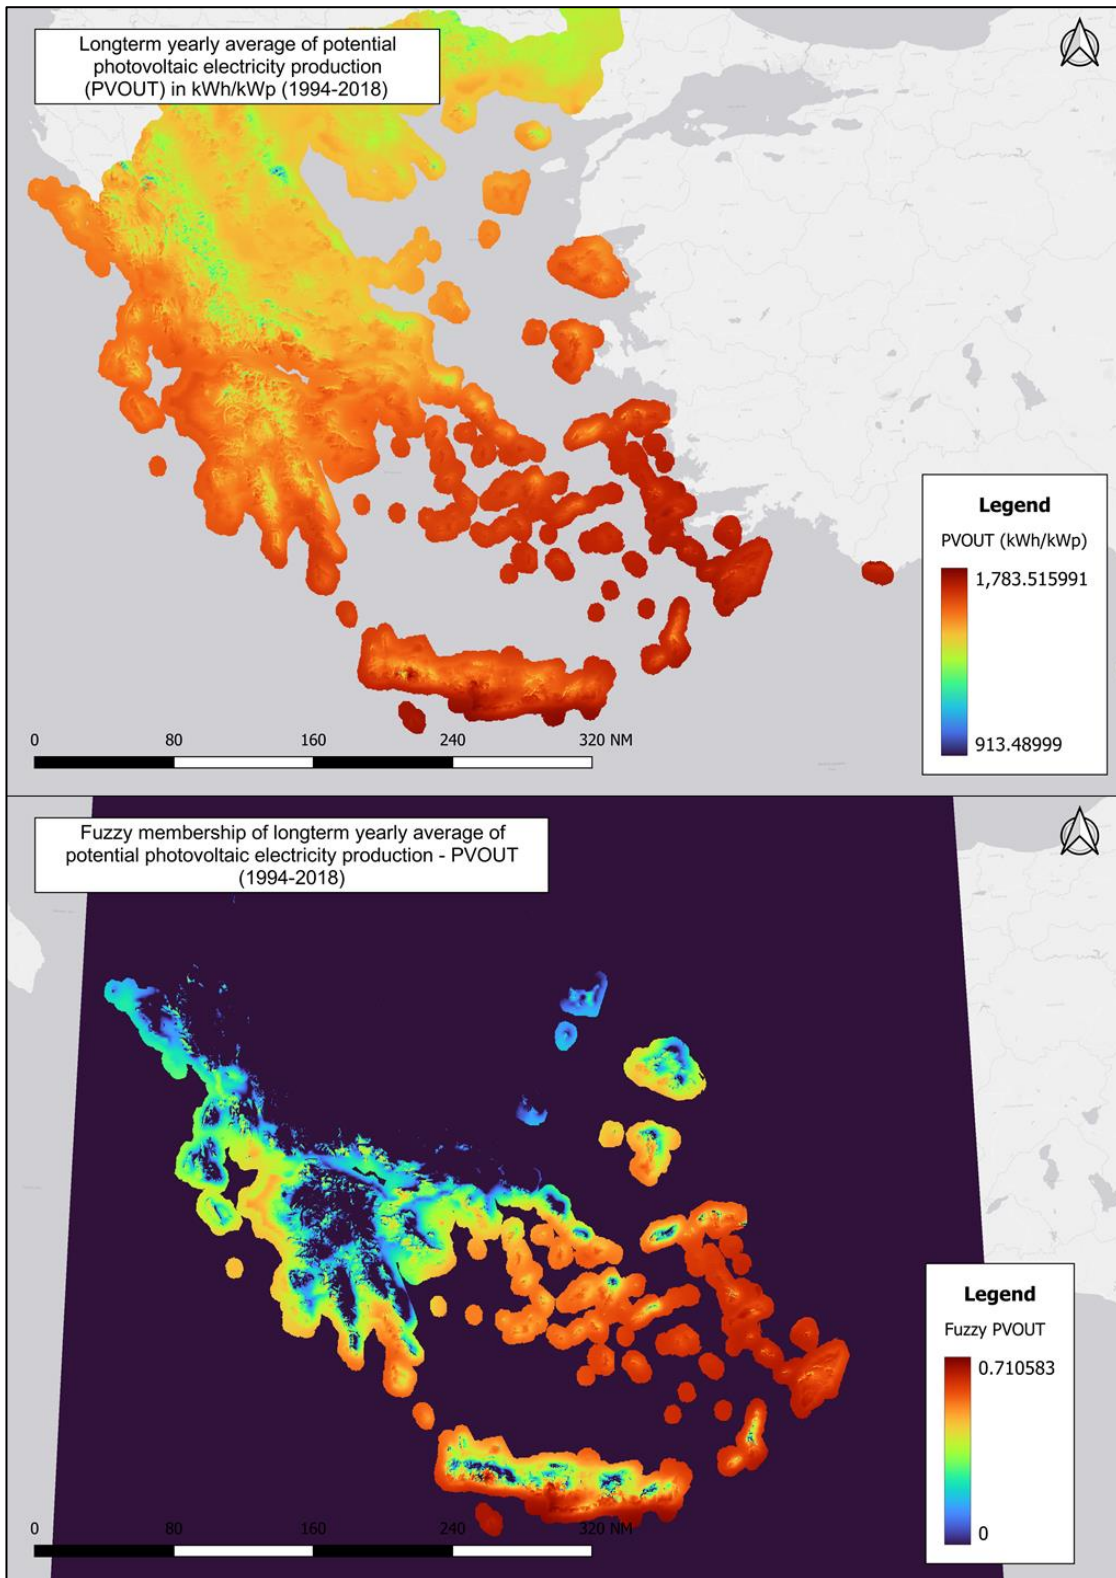 Longterm yearly average of potential
photovoltaic electricity production
(PVOUT) in kWh/kWp (1994-2018)
Legend
PVOUT (kWh/kWp)
1,783.515991
913.48999
0 80 160 240 320 NM
Fuzzy membership of longterm yearly average of
potential photovoltaic electricity production - PVOUT
(1994-2018)
Legend
Fuzzy PVOUT
0.710583
0
0 80 160 240 320 NM